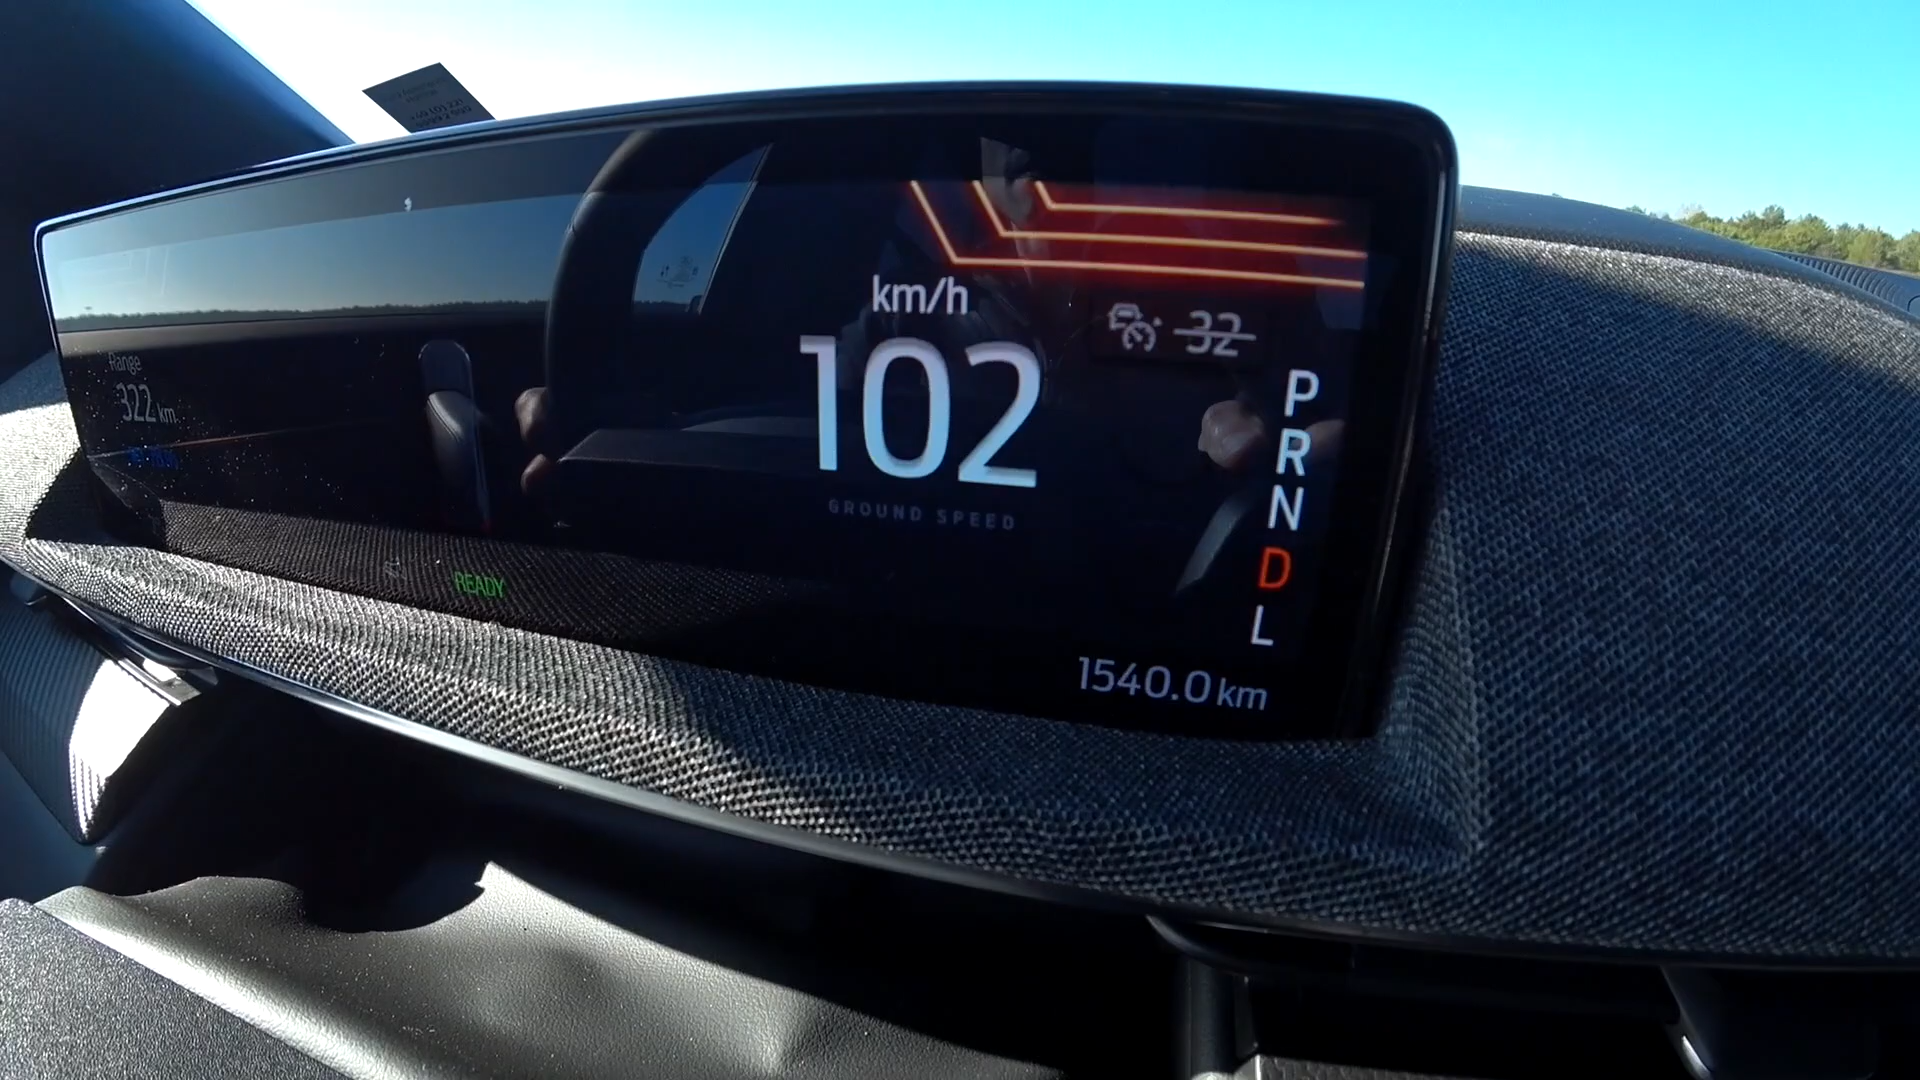 km/h
102
GROUND SPEED
32
Range
322 km
P
R
N
D
L
READY
1540.0 km